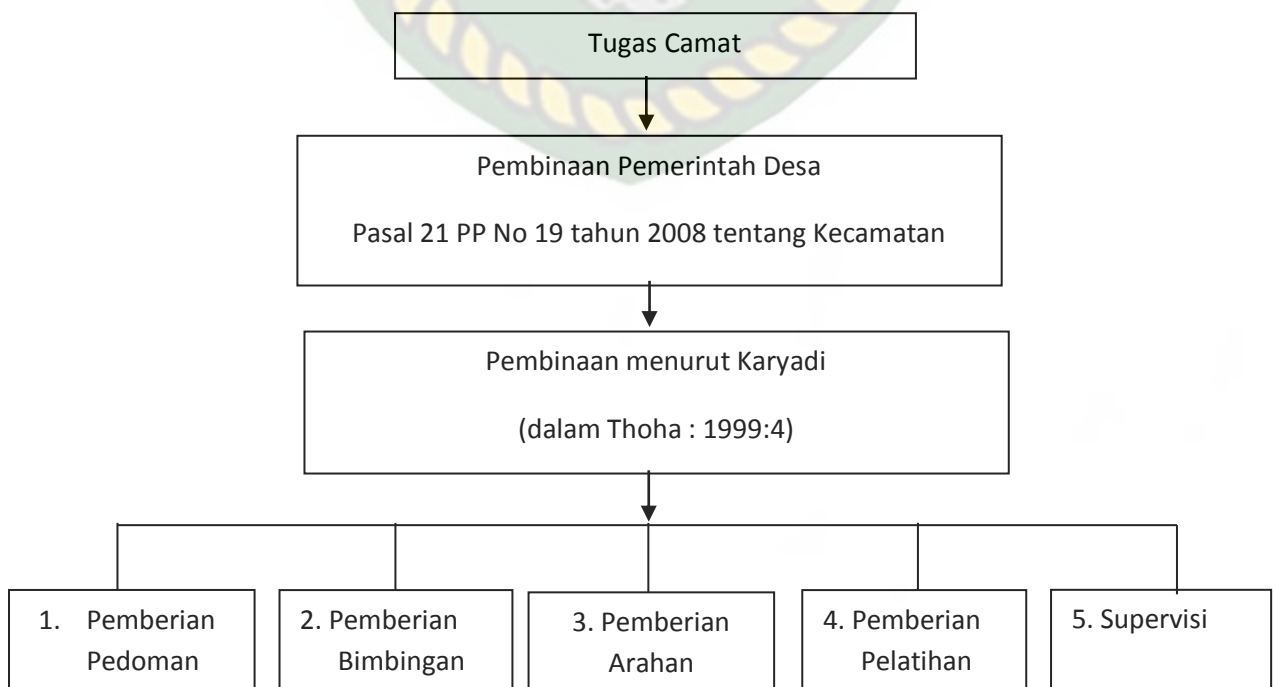 Tugas Camat
Pembinaan Pemerintah Desa
Pasal 21 PP No 19 tahun 2008 tentang Kecamatan
Pembinaan menurut Karyadi
(dalam Thoha : 1999:4)
1. Pemberian
Pedoman
2. Pemberian
Bimbingan
3. Pemberian
Arahan
4. Pemberian
Pelatihan
5. Supervisi